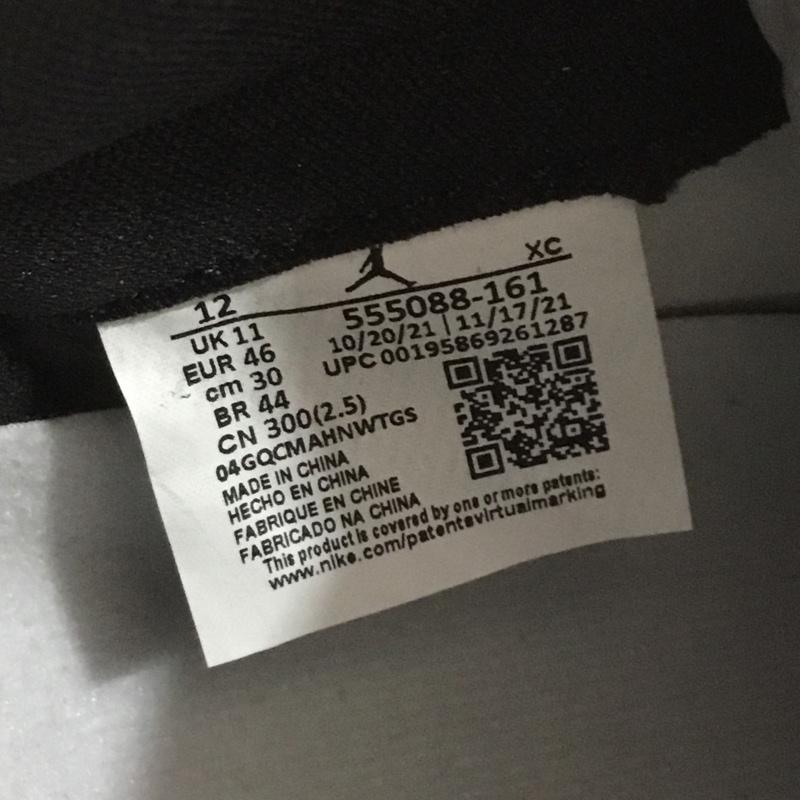 XC
12
555088-161
UK 11
10/20/21 | 11/17/21
EUR 46
UPC 00195869261287
cm 30
BR 44
CN 300(2.5)
04GQCMAHNWTGS
MADE IN CHINA
HECHO EN CHINA
FABRIQUE EN CHINE
FABRICADO NA CHINA
This product is covered by one or more patents:
www.nike.com/patentsvirtualmarking